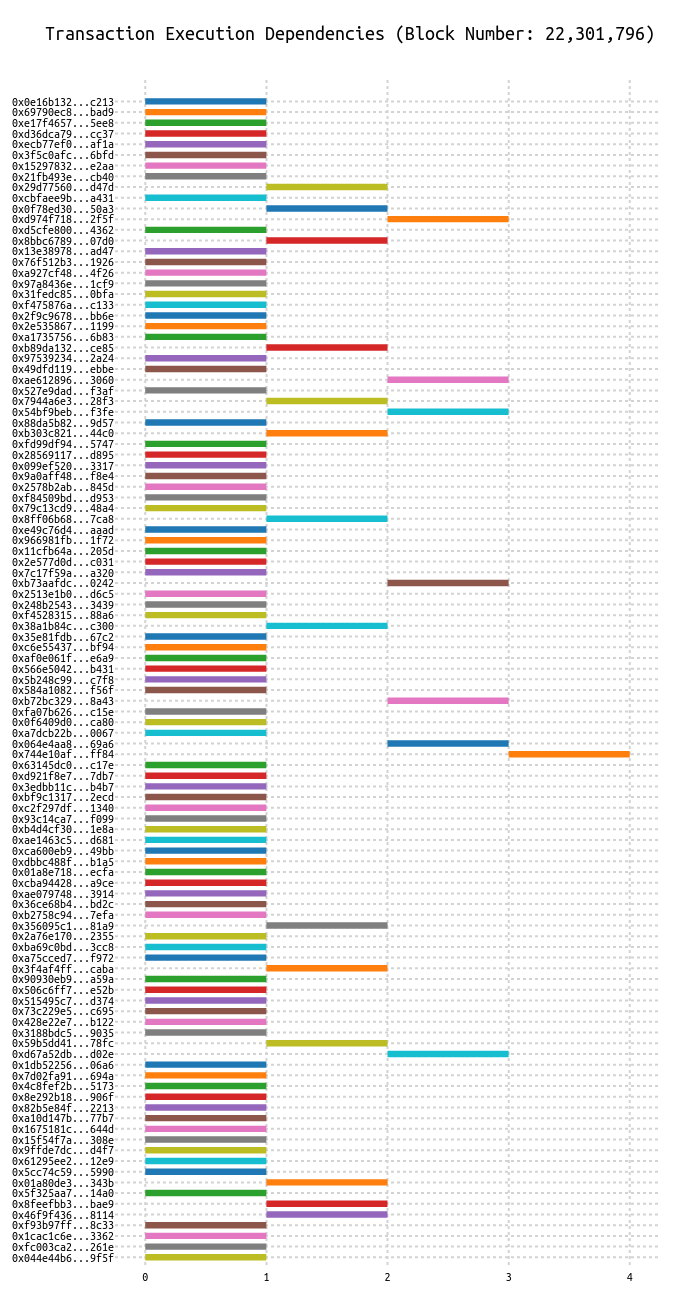 Transaction Execution Dependencies (Block Number: 22,301,796)
0x0e16b132...c213
0x69790ec8...bad9
0xe17f4657...5ee8
0xd36dca79...cc37
0xecb77ef0...af1a
0x3f5c0afc...6bfd
0x15297832...e2aa
0x21fb493e...cb40
0x29d77560...d47d
0xcbfaee9b...a431
0x0f78ed30...50a3
0xd974f718...2f5f
0xd5cfe800...4362
0x8bbc6789...07d0
0x13e38978...ad47
0x76f512b3...1926
0xa927cf48...4f26
0x97a8436e...1cf9
0x31fedc85...0bfa
0xf475876a...c133
0x2f9c9678...bb6e
0x2e535867...1199
0xa1735756...6b83
0xb89da132...ce85
0x97539234...2a24
0x49dfd119...ebbe
0xae612896...3060
0x527e9dad...f3af
0x7944a6e3...28f3
0x54bf9beb...f3fe
0x88da5b82...9d57
0xb303c821...44c0
0xfd99df94...5747
0x28569117...d895
0x099ef520...3317
0x9a0aff48...f8e4
0x2578b2ab...845d
0xf84509bd...d953
0x79c13cd9...48a4
0x8ff06b68...7ca8
0xe49c76d4...aaad
0x966981fb...1f72
0x11cfb64a...205d
0x2e577d0d...c031
0x7c17f59a...a320
0xb73aafdc...0242
0x2513e1b0...d6c5
0x248b2543...3439
0xf4528315...88a6
0x38a1b84c...c300
0x35e81fdb...67c2
0xc6e55437...bf94
0xaf0e061f...e6a9
0x566e5042...b431
0x5b248c99...c7f8
0x584a1082...f56f
0xb72bc329...8a43
0xfa07b626...c15e
0x0f6409d0...ca80
0xa7dcb22b...0067
0x064e4aa8...69a6
0x744e10af...ff84
0x63145dc0...c17e
0xd921f8e7...7db7
0x3edbb11c...b4b7
0xbf9c1317...2ecd
0xc2f297df...1340
0x93c14ca7...f099
0xb4d4cf30...1e8a
0xae1463c5...d681
0xca600eb9...49bb
0xdbbc488f...b1a5
0x01a8e718...ecfa
0xcba94428...a9ce
0xae079748...3914
0x36ce68b4...bd2c
0xb2758c94...7efa
0x356095c1...81a9
0x2a76e170...2355
0xba69c0bd...3cc8
0xa75cced7...f972
0x3f4af4ff...caba
0x90930eb9...a59a
0x506c6ff7...e52b
0x515495c7...d374
0x73c229e5...c695
0x428e22e7...b122
0x3188bdc5...9035
0x59b5dd41...78fc
0xd67a52db...d02e
0x1db52256...06a6
0x7d02fa91...694a
0x4c8fef2b...5173
0x8e292b18...906f
0x82b5e84f...2213
0xa10d147b...77b7
0x1675181c...644d
0x15f54f7a...308e
0x9ffde7dc...d4f7
0x61295ee2...12e9
0x5cc74c59...5990
0x01a80de3...343b
0x5f325aa7...14a0
0x8feefbb3...bae9
0x46f9f436...8114
0xf93b97ff...8c33
0x1cac1c6e...3362
0xfc003ca2...261e
0x044e44b6...9f5f
0 1 2 3 4